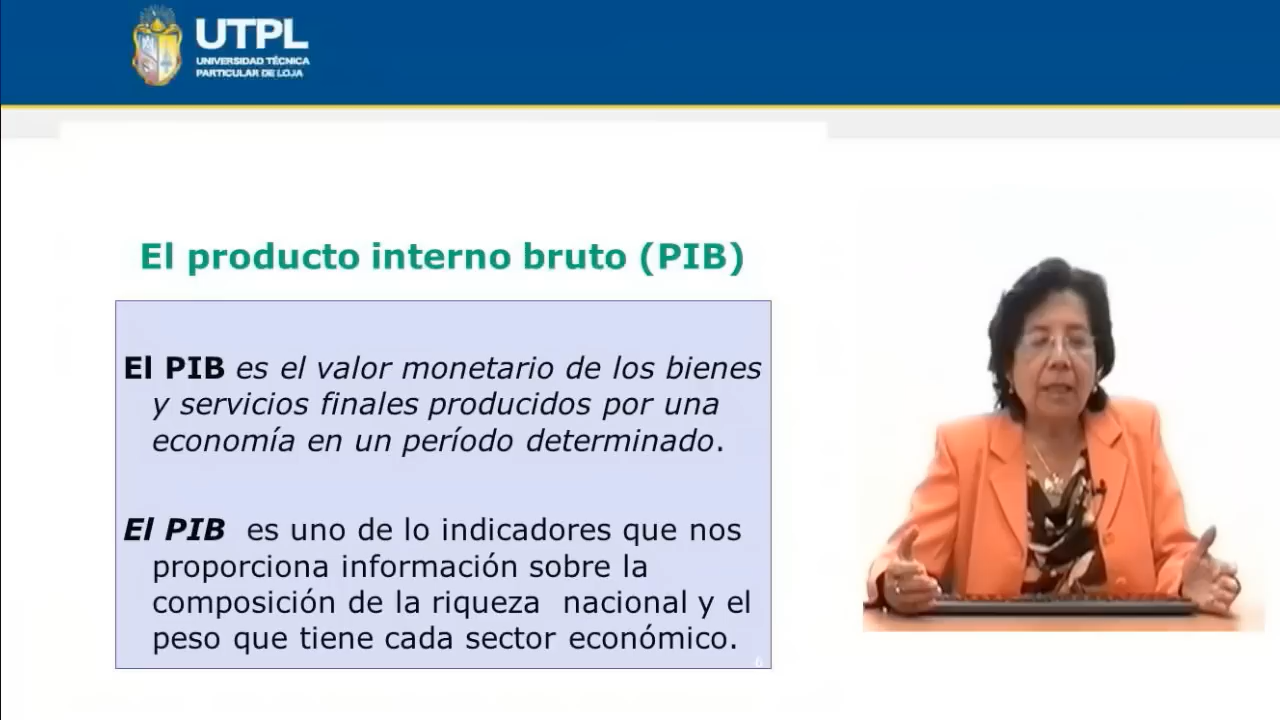 UTPL
UNIVERSIDAD TÉCNICA
PARTICULAR DE LOJA
El producto interno bruto (PIB)
El PIB es el valor monetario de los bienes
y servicios finales producidos por una
economía en un período determinado.
El PIB es uno de lo indicadores que nos
proporciona información sobre la
composición de la riqueza nacional y el
peso que tiene cada sector económico.
6